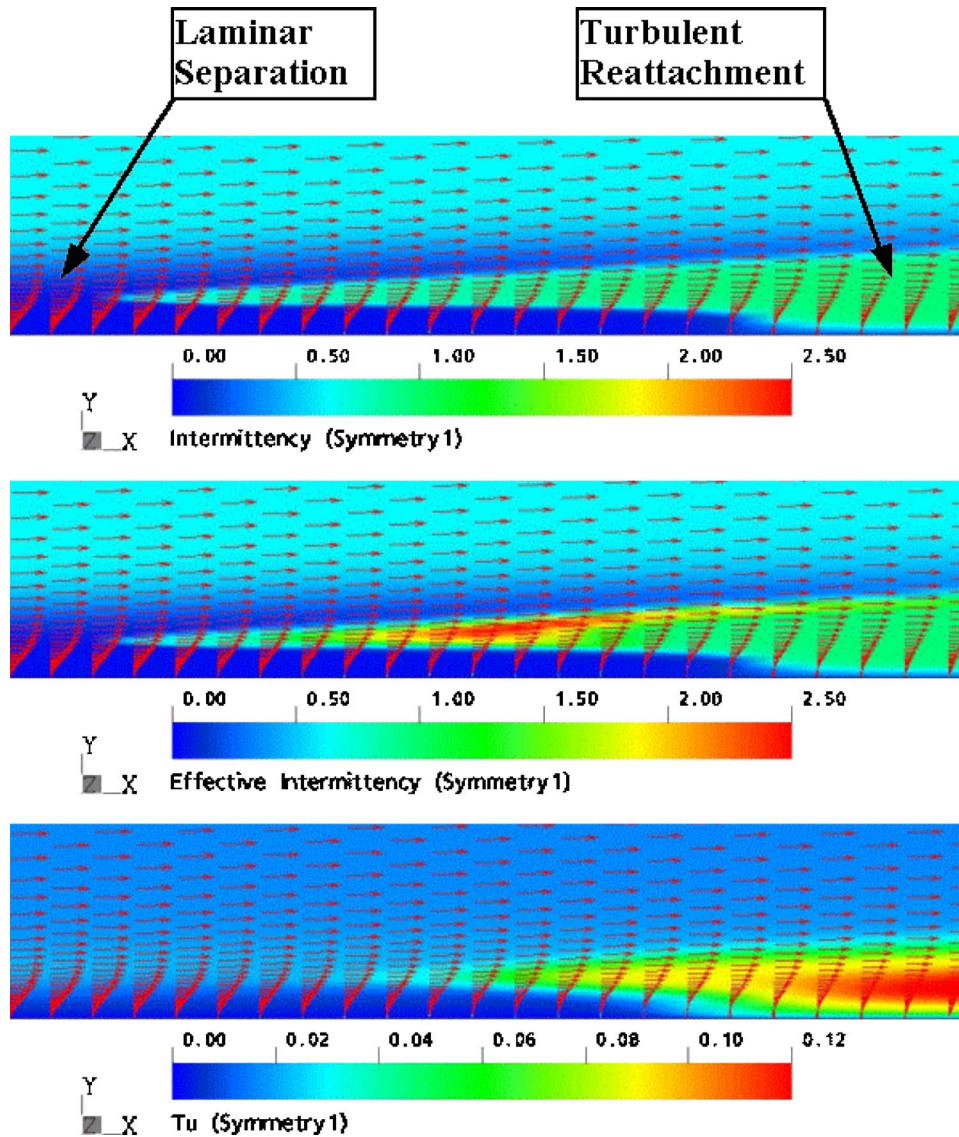 Laminar
Separation
Turbulent
Reattachment
0.00 0.50 1.00 1.50 2.00 2.50
Y
Z X
Intermittency (Symmetry1)
0.00 0.50 1.00 1.50 2.00 2.50
Y
Z X
Effective Intermittency (Symmetry1)
0.00 0.02 0.04 0.06 0.08 0.10 0.12
Y
Z X
Tu (Symmetry1)